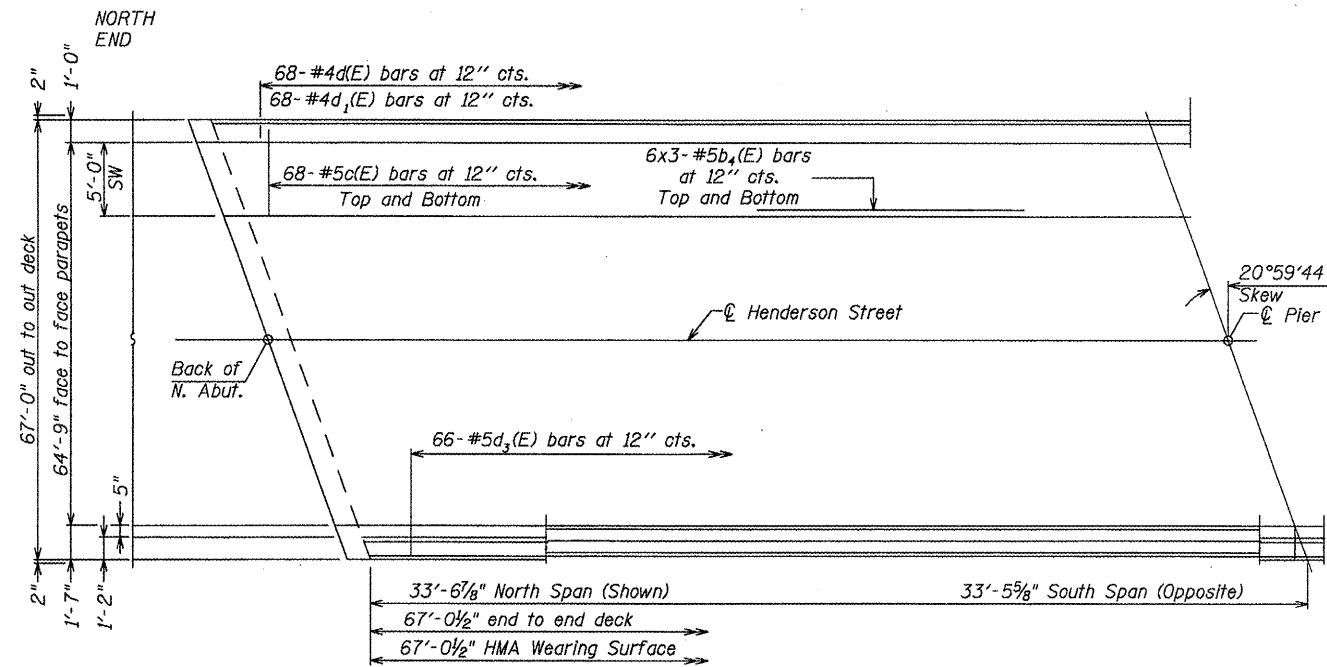 NORTH
END
2"
1'-0"
68-#4d(E) bars at 12" cts.
68-#4d₁(E) bars at 12" cts.
5'-0"
SW
68-#5c(E) bars at 12" cts.
Top and Bottom
6x3-#5b₄(E) bars
at 12" cts.
Top and Bottom
67'-0" out to out deck
64'-9" face to face parapets
20°59'44
Skew
℄ Pier
℄ Henderson Street
Back of
N. Abut.
66-#5d₃(E) bars at 12" cts.
5"
2"
1'-7"
1'-2"
33'-6⅞" North Span (Shown)
33'-5⅝" South Span (Opposite)
67'-0½" end to end deck
67'-0½" HMA Wearing Surface